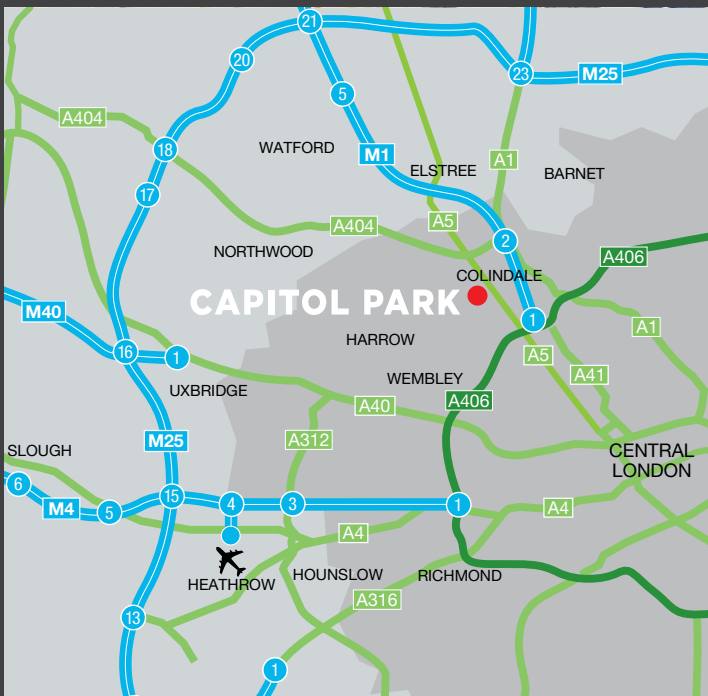 21
20
5
23
M25
A404
18
WATFORD
M1
ELSTREE
A1
BARNET
17
A404
A5
NORTHWOOD
2
A406
COLINDALE
CAPITOL PARK
M40
1
A1
HARROW
16
1
A5
A41
UXBRIDGE
WEMBLEY
A40
A406
M25
A312
SLOUGH
CENTRAL
LONDON
6
M4
5
15
4
3
1
A4
A4
HEATHROW
HOUNSLOW
RICHMOND
A316
13
1